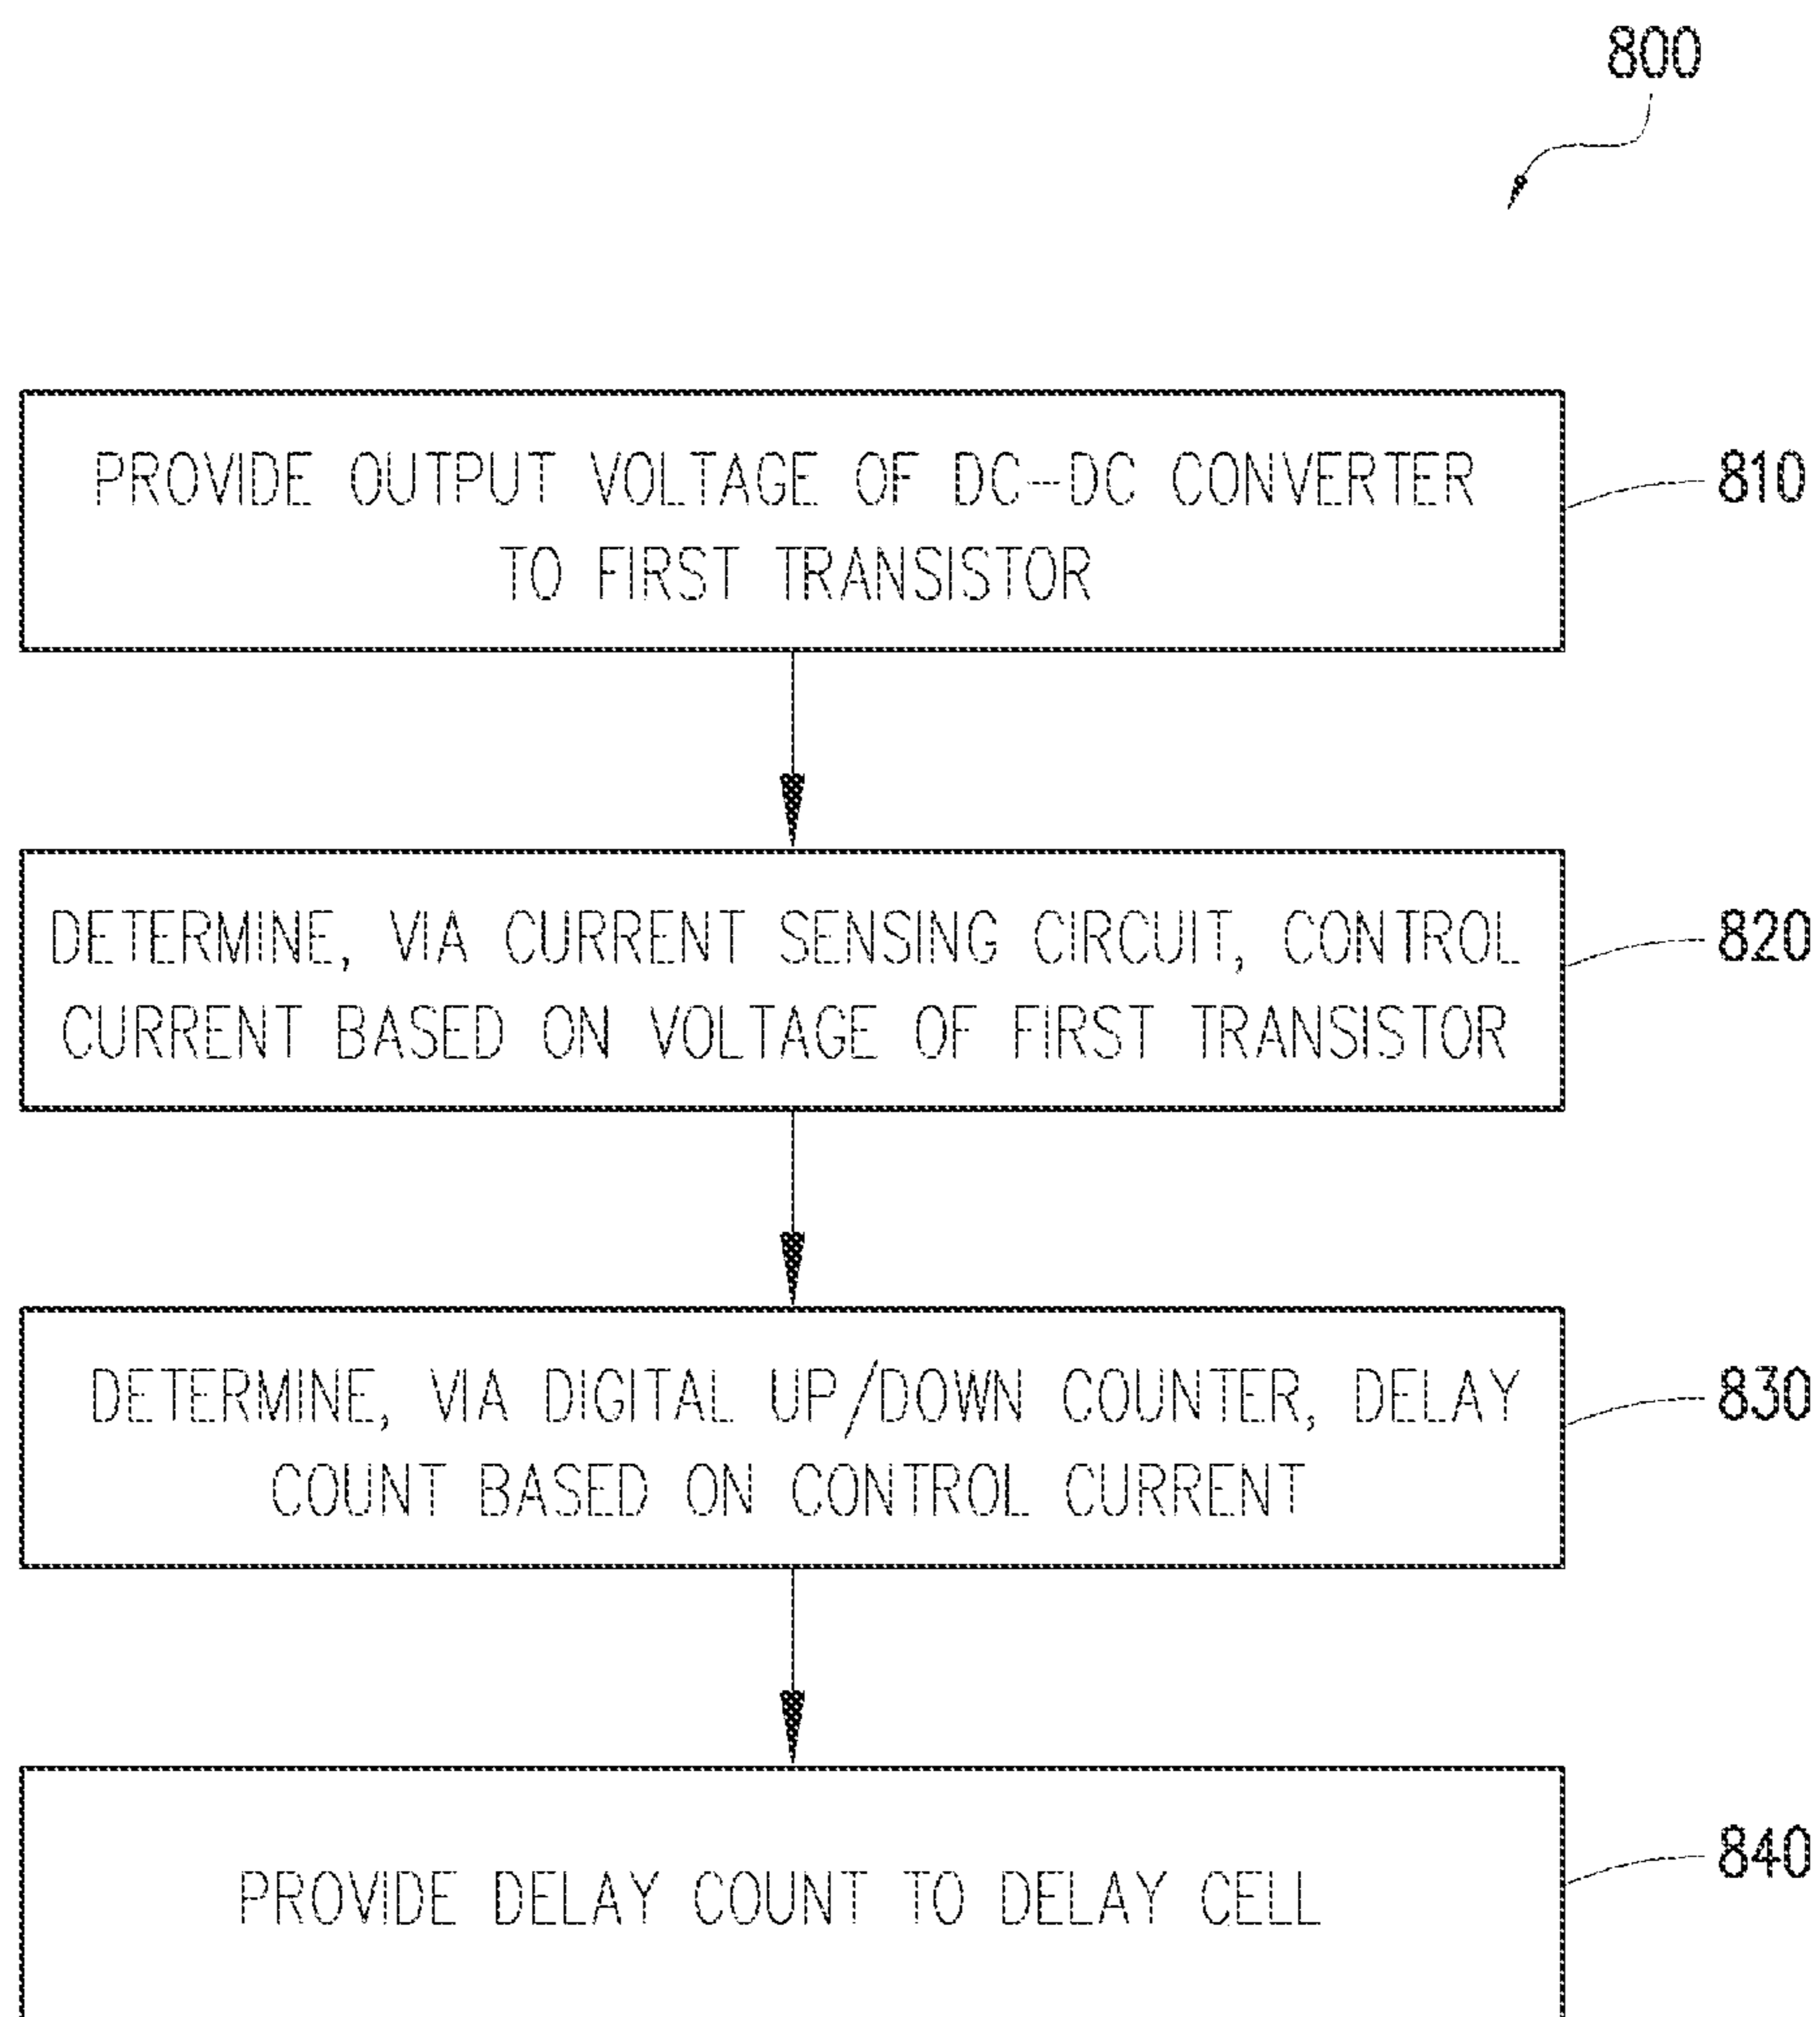 800
PROVIDE OUTPUT VOLTAGE OF DC-DC CONVERTER
TO FIRST TRANSISTOR
810
DETERMINE, VIA CURRENT SENSING CIRCUIT, CONTROL
CURRENT BASED ON VOLTAGE OF FIRST TRANSISTOR
820
DETERMINE, VIA DIGITAL UP/DOWN COUNTER, DELAY
COUNT BASED ON CONTROL CURRENT
830
PROVIDE DELAY COUNT TO DELAY CELL
840